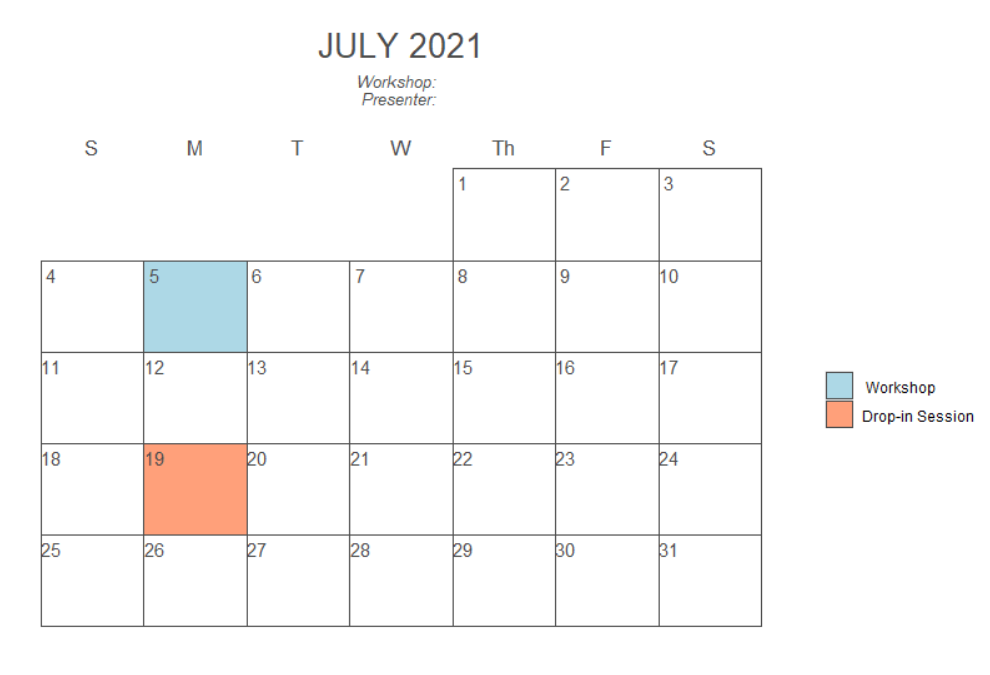 JULY 2021
Workshop:
Presenter:
S M T W Th F S
1 2 3
4 5 6 7 8 9 10
11 12 13 14 15 16 17
18 19 20 21 22 23 24
25 26 27 28 29 30 31
Workshop
Drop-in Session